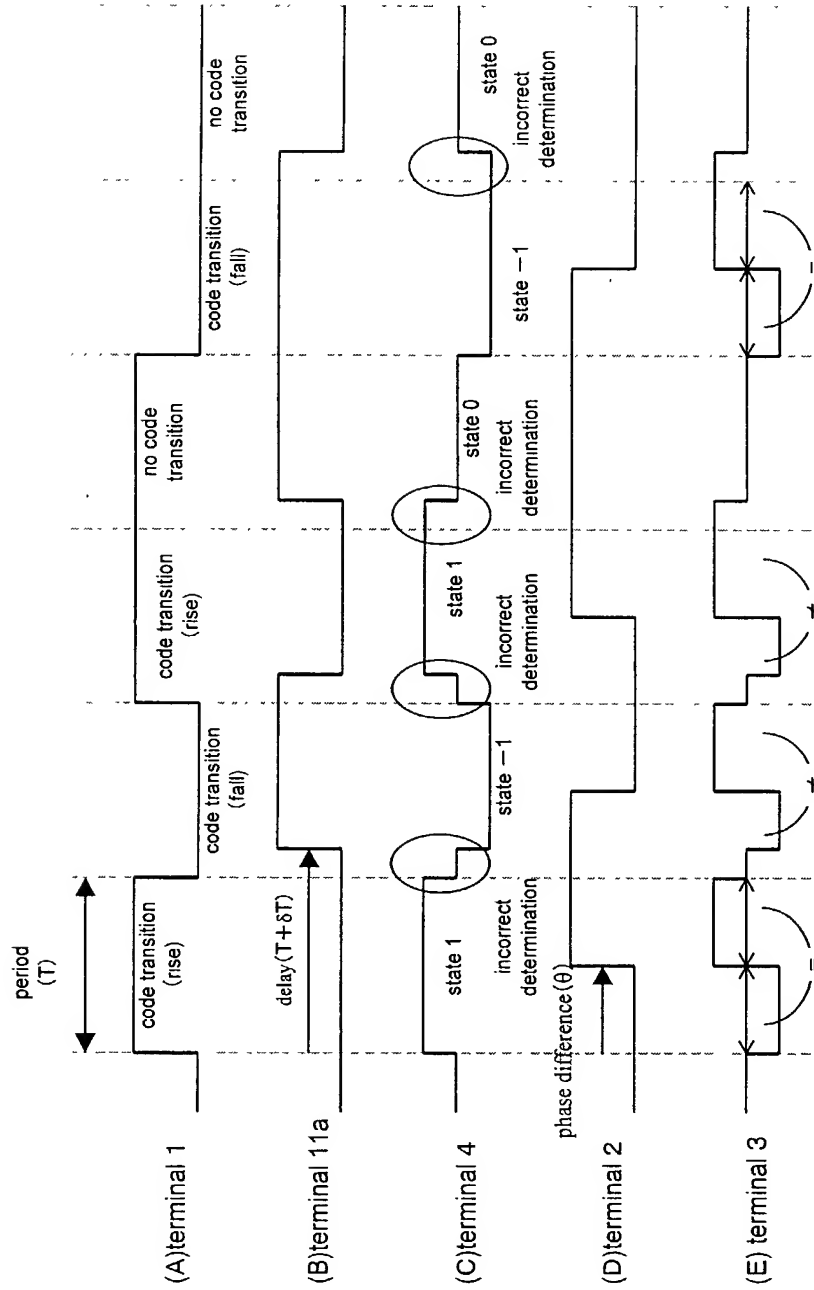 period
(T)
(A)terminal 1
code transition
(rise)
code transition
(fall)
code transition
(rise)
no code
transition
code transition
(fall)
no code
transition
(B)terminal 11a
delay(T+δT)
(C)terminal 4
state 1
incorrect
determination
state −1
incorrect
determination
state 1
incorrect
determination
state 0
state −1
incorrect
determination
state 0
(D)terminal 2
phase difference(θ)
(E) terminal 3
=
≠
≠
=